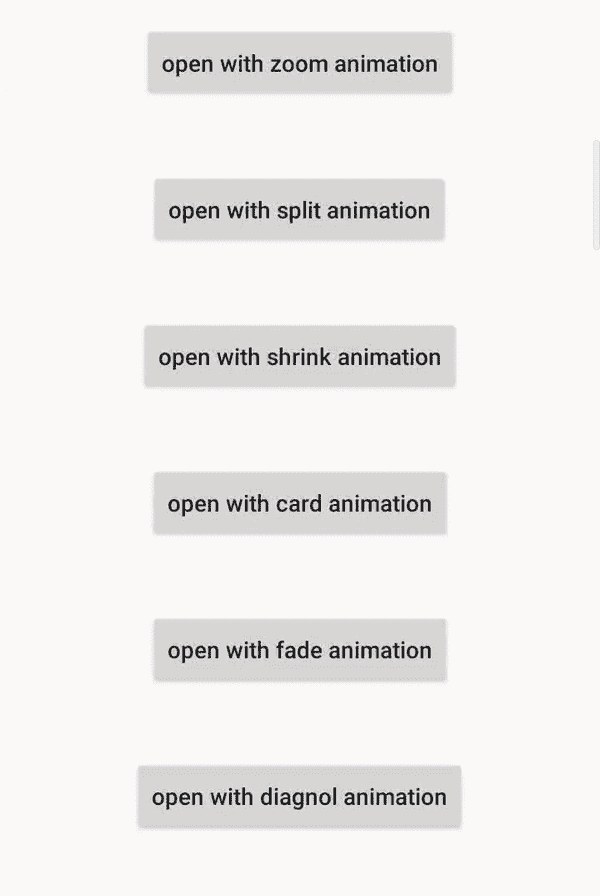 open with zoom animation
open with split animation
open with shrink animation
open with card animation
open with fade animation
open with diagnol animation